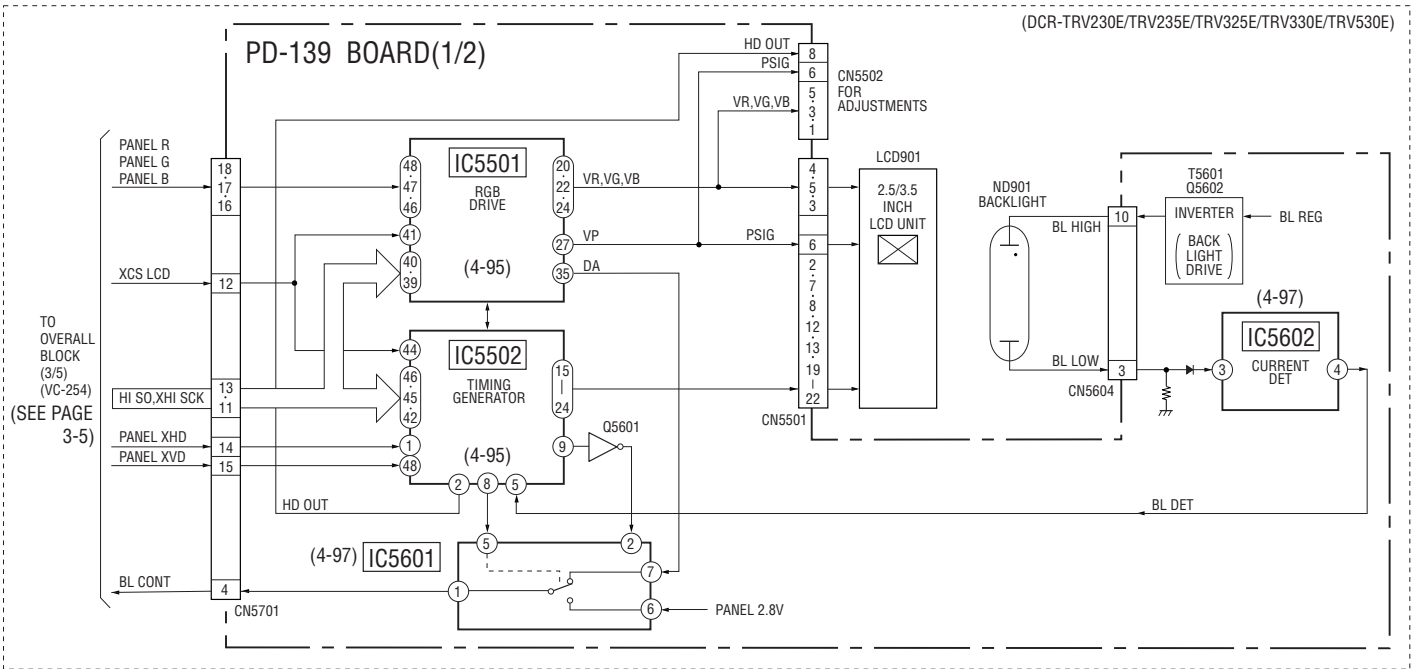 (DCR-TRV230E/TRV235E/TRV325E/TRV330E/TRV530E)
PD-139 BOARD(1/2)
HD OUT
8
PSIG
6
CN5502
FOR
ADJUSTMENTS
VR,VG,VB
5
·
3
·
1
PANEL R
PANEL G
PANEL B
18
·
17
·
16
48
·
47
·
46
IC5501
RGB
DRIVE
20
·
22
·
24
VR,VG,VB
4
·
5
·
3
LCD901
2.5/3.5
INCH
LCD UNIT
ND901
BACKLIGHT
T5601
Q5602
INVERTER
BACK
LIGHT
DRIVE
BL REG
10
BL HIGH
41
27
VP
PSIG
6
40
·
39
(4-95)
35
DA
XCS LCD
12
2
·
7
·
8
·
12
·
13
·
19
|
22
CN5501
TO
OVERALL
BLOCK
(3/5)
(VC-254)
(SEE PAGE
3-5)
44
IC5502
TIMING
GENERATOR
46
·
45
·
42
15
|
24
HI SO,XHI SCK
13
·
11
(4-97)
IC5602
CURRENT
DET
BL LOW
3
CN5604
3
4
PANEL XHD
14
1
PANEL XVD
15
48
(4-95)
9
Q5601
2
8
5
HD OUT
BL DET
(4-97)
IC5601
5
2
7
BL CONT
4
CN5701
1
6
PANEL 2.8V